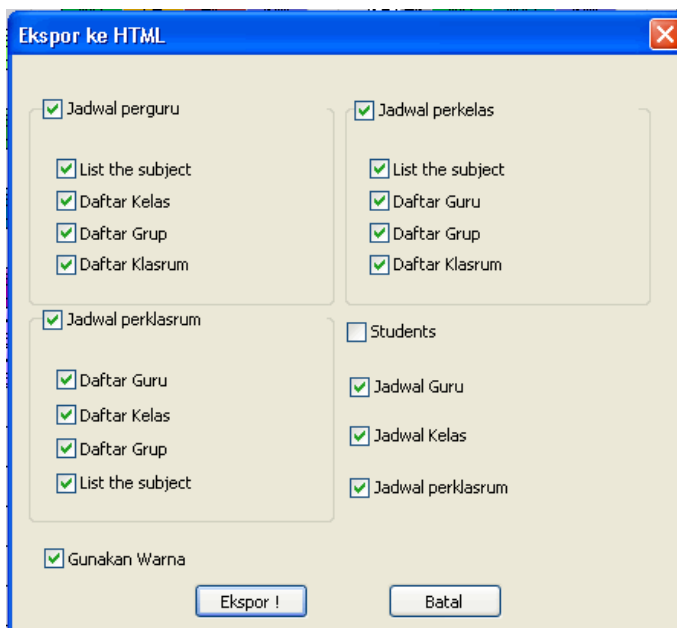 Ekspor ke HTML
Jadwal perguru
List the subject
Daftar Kelas
Daftar Grup
Daftar Klasrum
Jadwal perkelas
List the subject
Daftar Guru
Daftar Grup
Daftar Klasrum
Jadwal perklasrum
Daftar Guru
Daftar Kelas
Daftar Grup
List the subject
Students
Jadwal Guru
Jadwal Kelas
Jadwal perklasrum
Gunakan Warna
Ekspor !
Batal